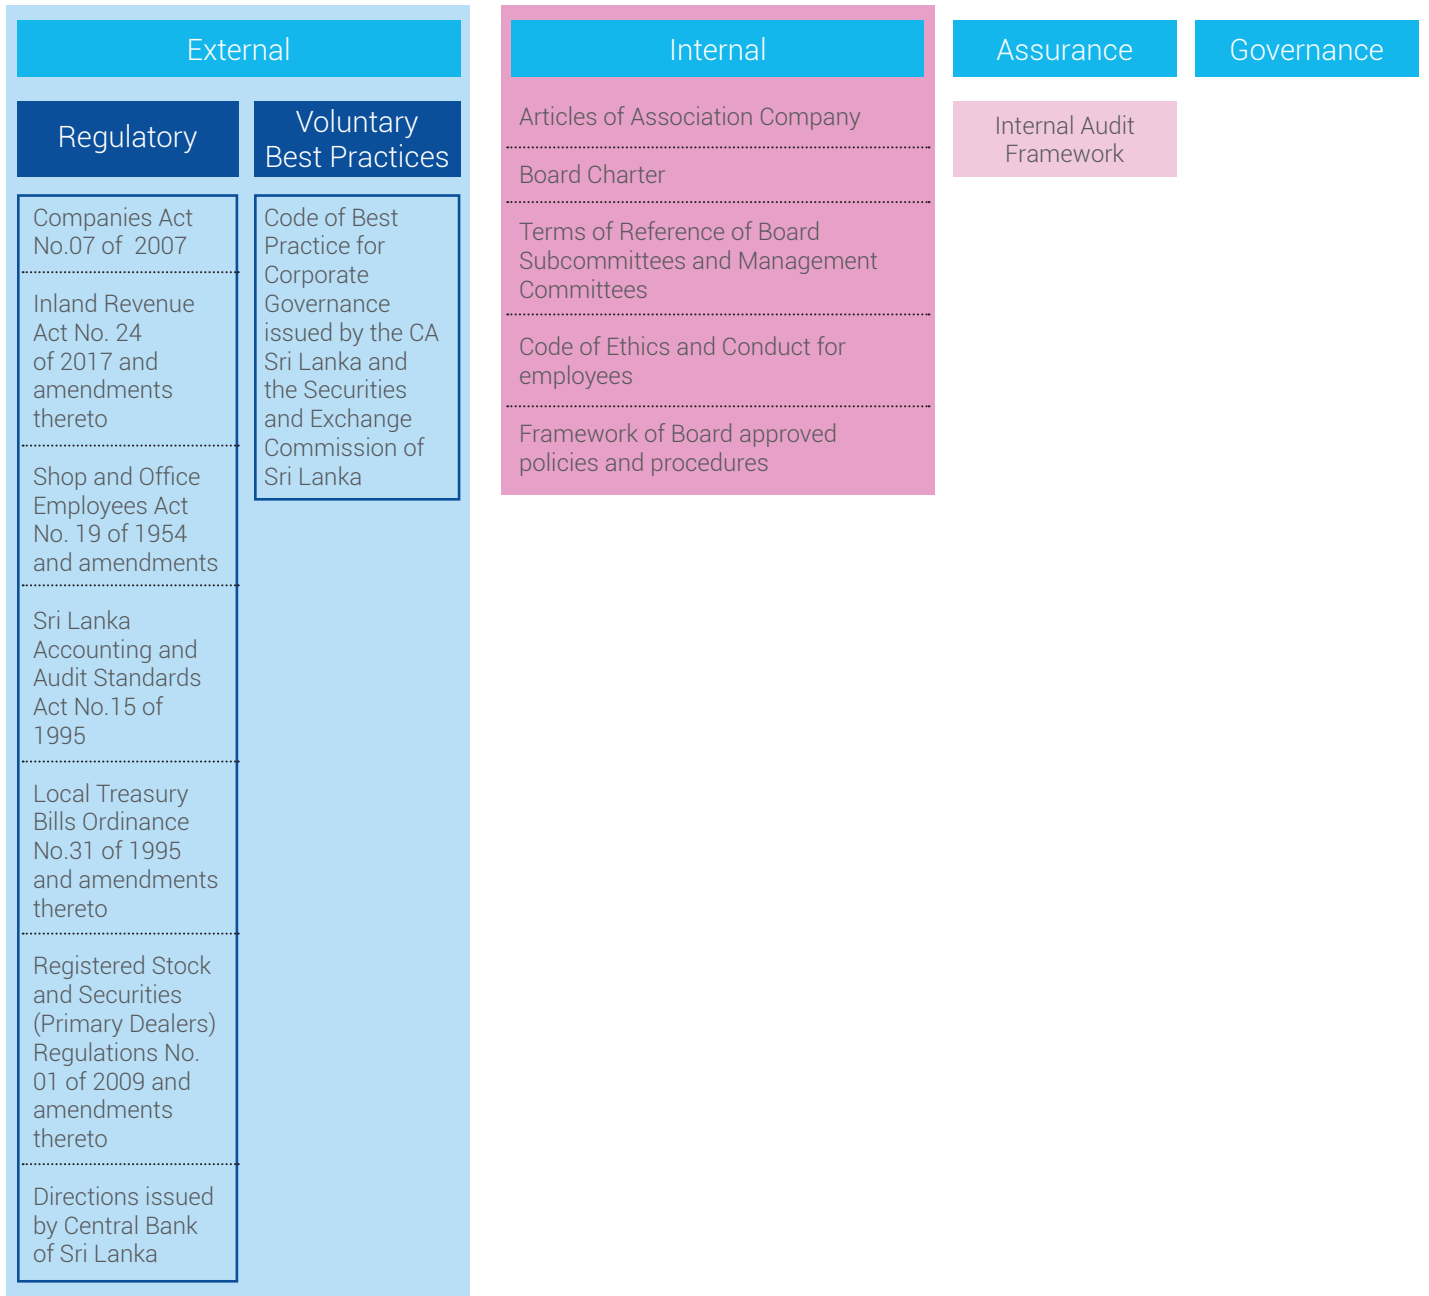 External
Regulatory
Companies Act
No.07 of 2007
Inland Revenue
Act No. 24
of 2017 and
amendments
thereto
Shop and Office
Employees Act
No. 19 of 1954
and amendments
Sri Lanka
Accounting and
Audit Standards
Act No.15 of
1995
Local Treasury
Bills Ordinance
No.31 of 1995
and amendments
thereto
Registered Stock
and Securities
(Primary Dealers)
Regulations No.
01 of 2009 and
amendments
thereto
Directions issued
by Central Bank
of Sri Lanka
Voluntary
Best Practices
Code of Best
Practice for
Corporate
Governance
issued by the CA
Sri Lanka and
the Securities
and Exchange
Commission of
Sri Lanka
Internal
Articles of Association Company
Board Charter
Terms of Reference of Board
Subcommittees and Management
Committees
Code of Ethics and Conduct for
employees
Framework of Board approved
policies and procedures
Assurance
Internal Audit
Framework
Governance